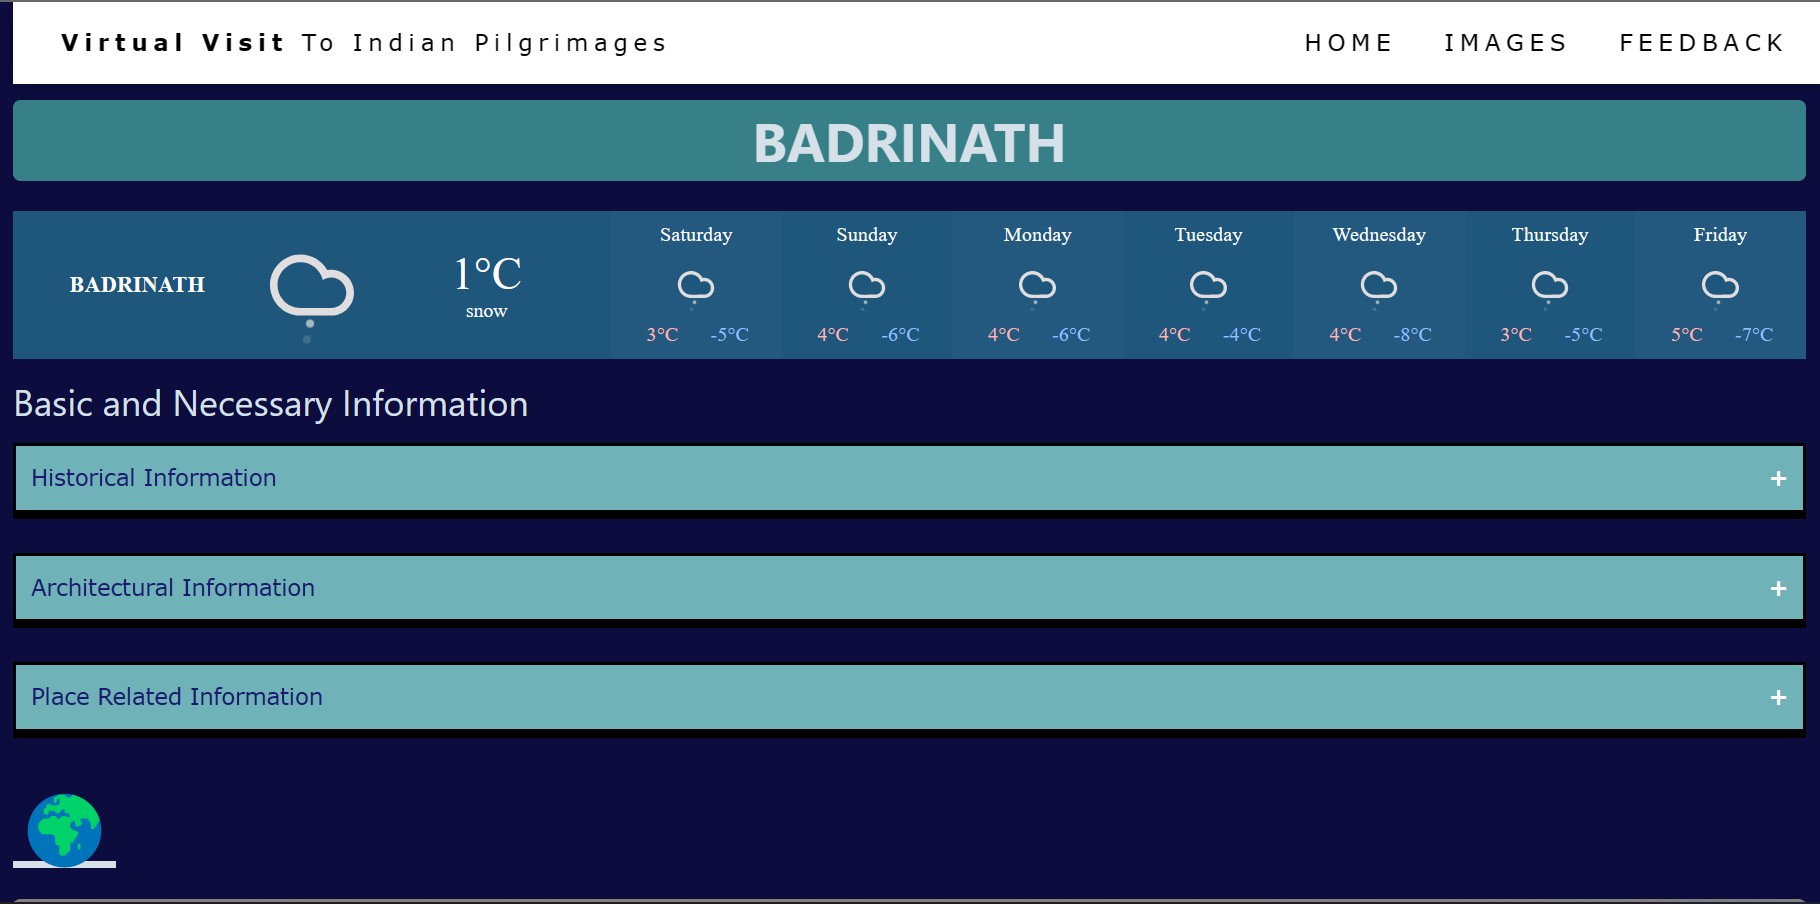 Virtual Visit To Indian Pilgrimages HOME IMAGES FEEDBACK
BADRINATH
Saturday Sunday Monday Tuesday Wednesday Thursday Friday
BADRINATH 1°C
snow
3°C -5°C 4°C -6°C 4°C -6°C 4°C -4°C 4°C -8°C 3°C -5°C 5°C -7°C
Basic and Necessary Information
Historical Information +
Architectural Information +
Place Related Information +